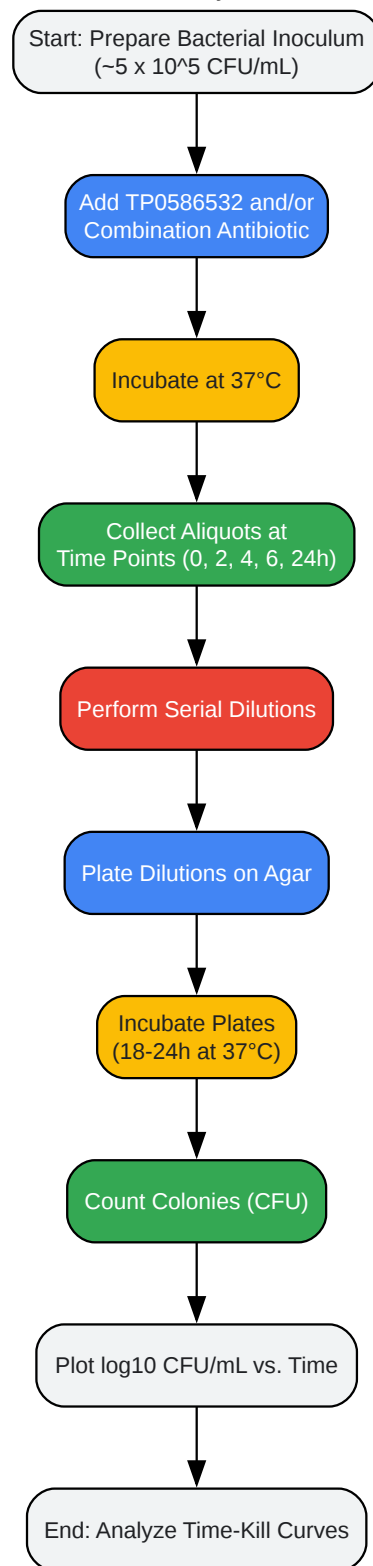 Start: Prepare Bacterial Inoculum
(~5 x 10^5 CFU/mL)
Add TP0586532 and/or
Combination Antibiotic
Incubate at 37°C
Collect Aliquots at
Time Points (0, 2, 4, 6, 24h)
Perform Serial Dilutions
Plate Dilutions on Agar
Incubate Plates
(18-24h at 37°C)
Count Colonies (CFU)
Plot log10 CFU/mL vs. Time
End: Analyze Time-Kill Curves